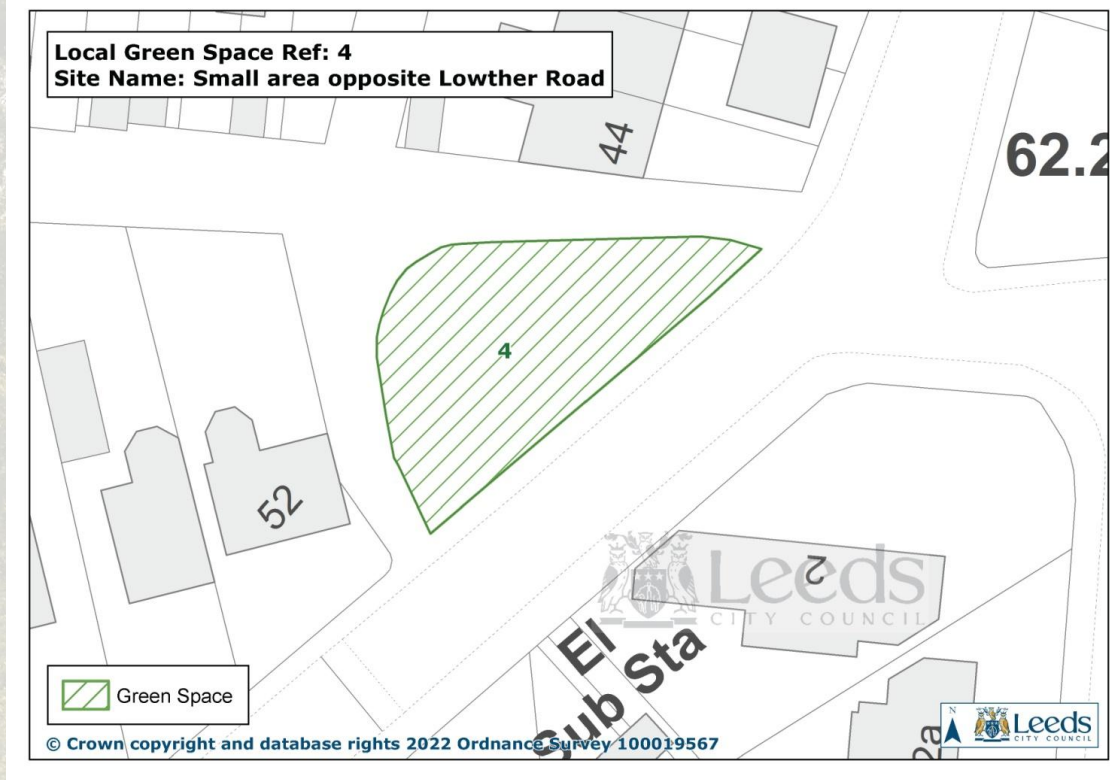 Local Green Space Ref: 4
Site Name: Small area opposite Lowther Road
44
62.2
4
52
2
Leeds
CITY COUNCIL
El
Sub Sta
2a
Green Space
N
Leeds
CITY COUNCIL
© Crown copyright and database rights 2022 Ordnance Survey 100019567